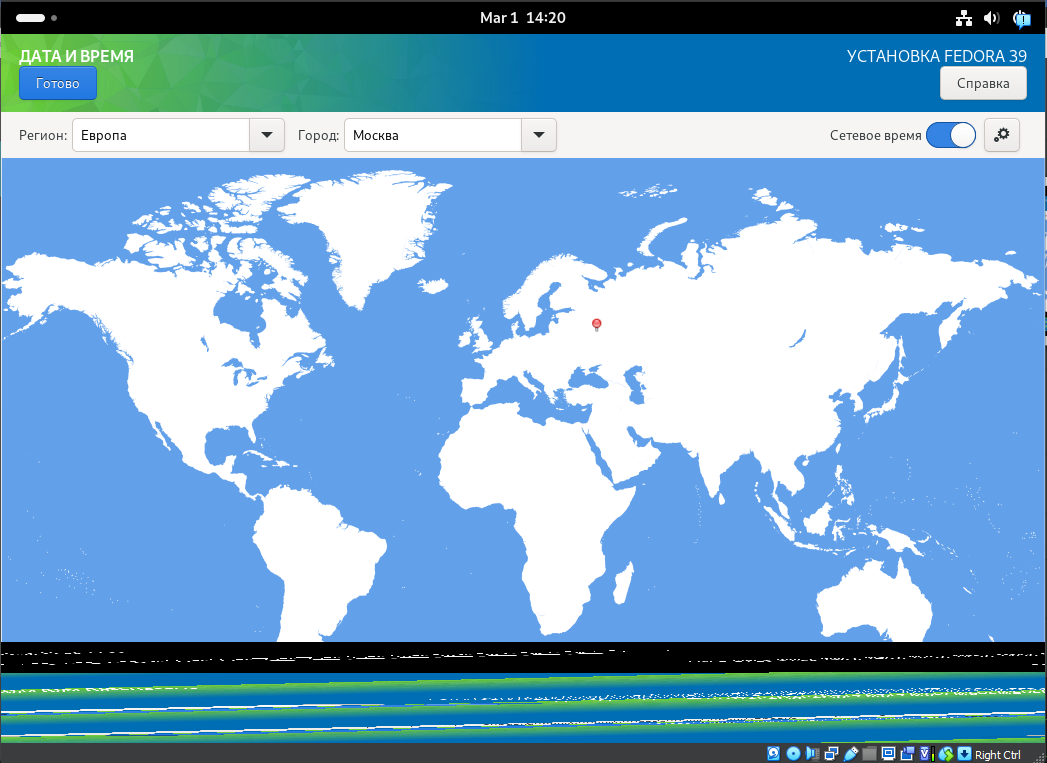 Mar 1 14:20
ДАТА И ВРЕМЯ
УСТАНОВКА FEDORA 39
Готово
Справка
Регион: Европа Город: Москва Сетевое время
Right Ctrl